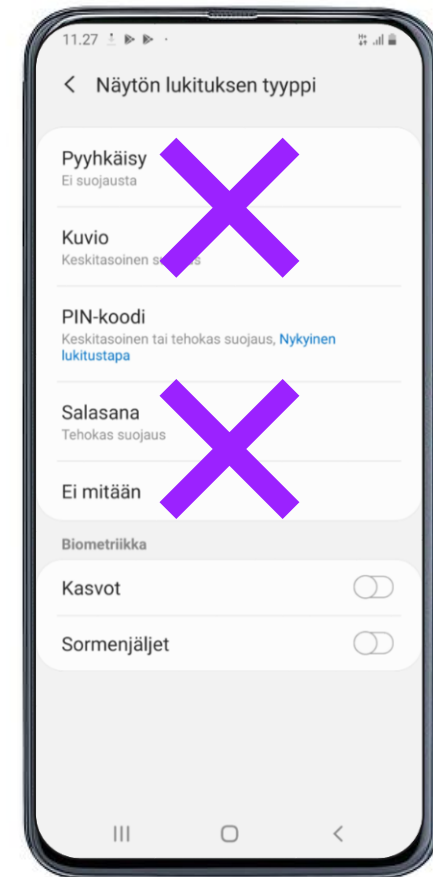 11.27
Näytön lukituksen tyyppi
Pyyhkäisy
Ei suojausta
Kuvio
Keskitasoinen s
PIN-koodi
Keskitasoinen tai tehokas suojaus, Nykyinen
lukitustapa
Salasana
Tehokas suojaus
Ei mitään
Biometriikka
Kasvot
Sormenjäljet